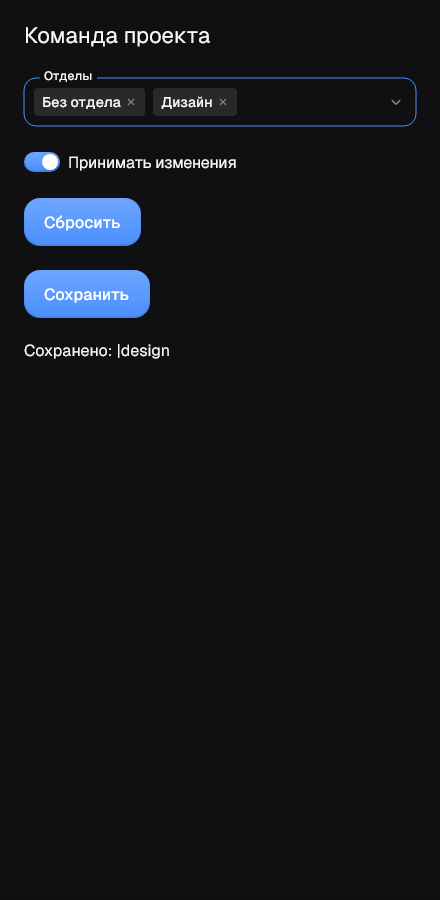 Команда проекта
Отделы
Без отдела × Дизайн ×
Принимать изменения
Сбросить
Сохранить
Сохранено: |design